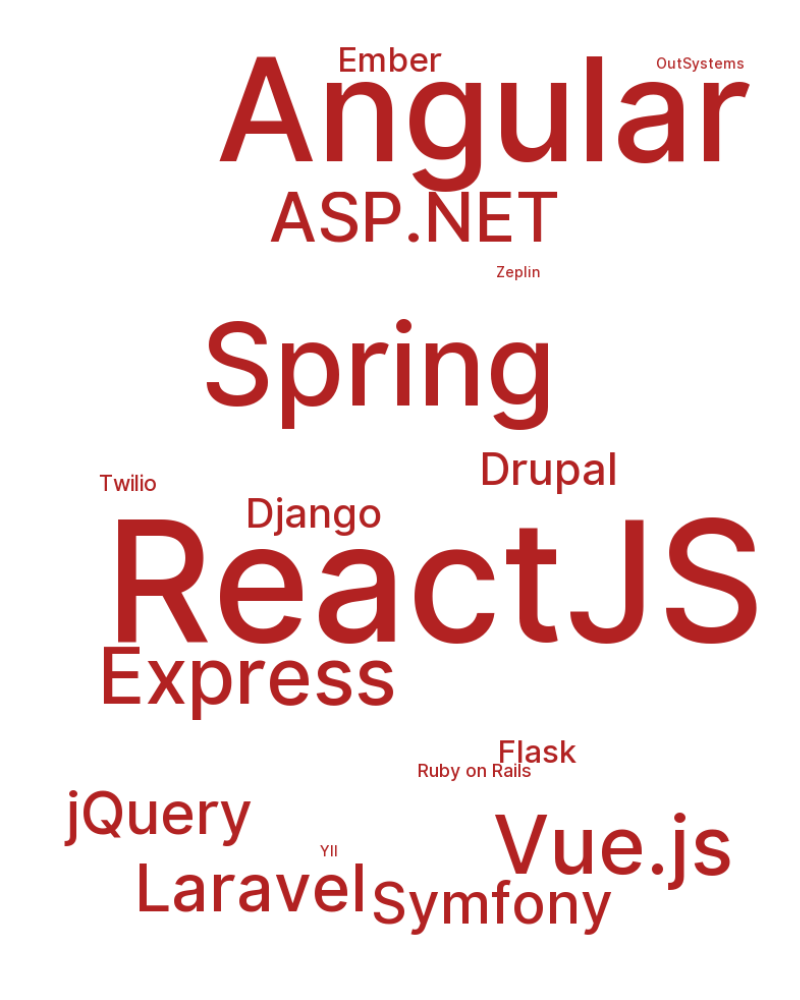 Ember
OutSystems
Angular
ASP.NET
Zeplin
Spring
Drupal
Twilio
Django
ReactJS
Express
Flask
Ruby on Rails
jQuery
Vue.js
YII
Laravel
Symfony